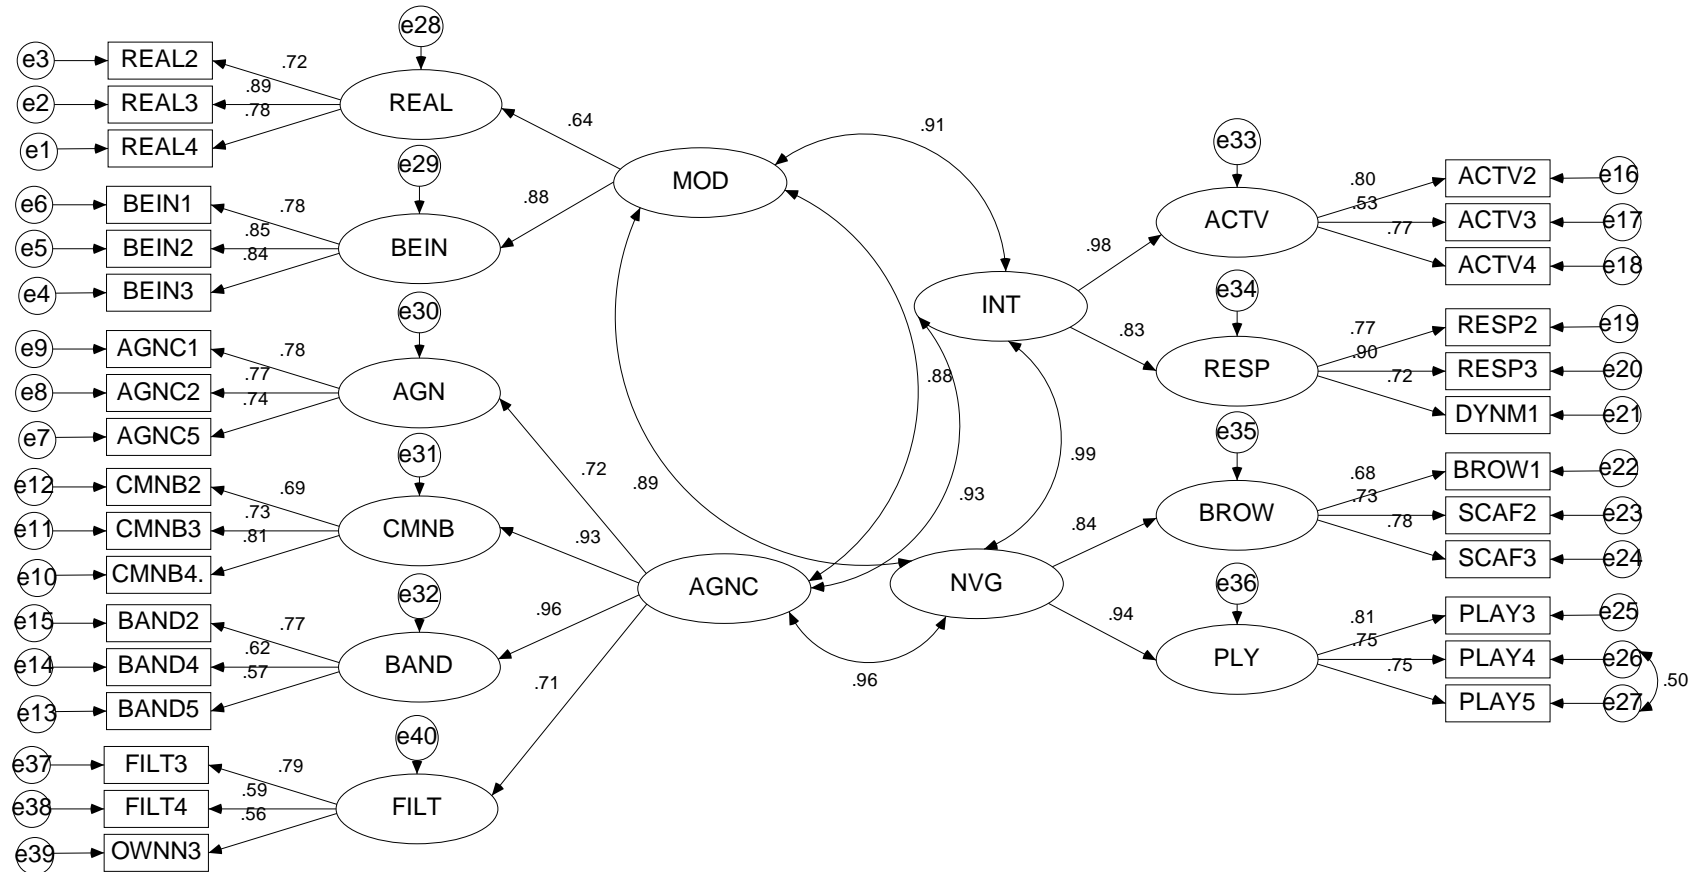 e28
e3 REAL2 .72
e2 REAL3 .89 REAL .64
e1 REAL4 .78
e29
e6 BEIN1 .78
e5 BEIN2 .85 BEIN .88
e4 BEIN3 .84
e30
e9 AGNC1 .78
e8 AGNC2 .77 AGN .72
e7 AGNC5 .74
e31
e12 CMNB2 .69
e11 CMNB3 .73 CMNB .93
e10 CMNB4. .81
e32
e15 BAND2 .77
e14 BAND4 .62 BAND .96
e13 BAND5 .57
e40
e37 FILT3 .79
e38 FILT4 .59 FILT .71
e39 OWNN3 .56
MOD .91
INT .88
.89 .93 .99
AGNC NVG
.96
e33
.80 ACTV2 e16
.98 ACTV .53 ACTV3 e17
.77 ACTV4 e18
e34
.77 RESP2 e19
.83 RESP .90 RESP3 e20
.72 DYNM1 e21
e35
.68 BROW1 e22
.84 BROW .73 SCAF2 e23
.78 SCAF3 e24
e36
.81 PLAY3 e25
.94 PLY .75 PLAY4 e26
.75 PLAY5 e27
.50